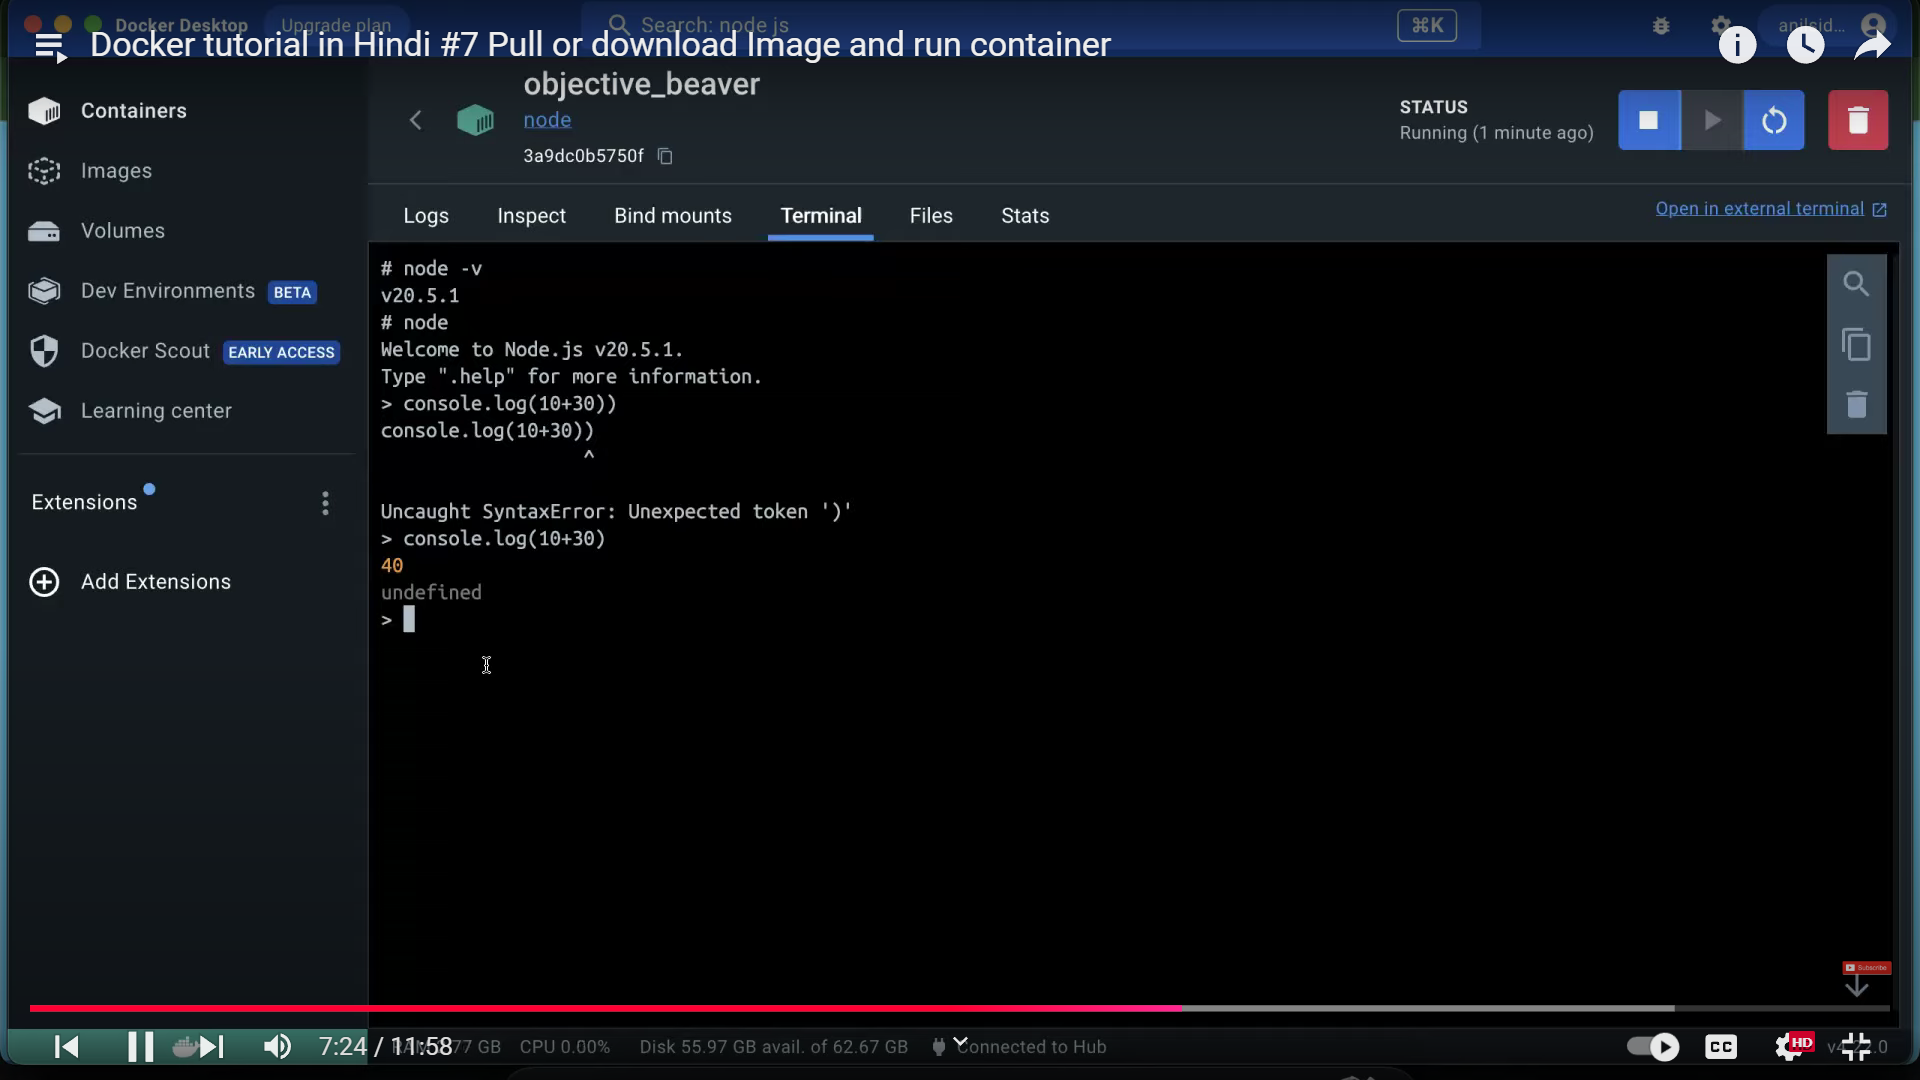 Docker Desktop
Upgrade plan
Search: node js
⌘K
anilsid...
Docker tutorial in Hindi #7 Pull or download Image and run container
objective_beaver
node
3a9dc0b5750f
STATUS
Running (1 minute ago)
Containers
Images
Volumes
Dev Environments BETA
Docker Scout EARLY ACCESS
Learning center
Extensions
Add Extensions
Logs Inspect Bind mounts Terminal Files Stats
Open in external terminal
# node -v
v20.5.1
# node
Welcome to Node.js v20.5.1.
Type ".help" for more information.
> console.log(10+30))
console.log(10+30))
^
Uncaught SyntaxError: Unexpected token ')'
> console.log(10+30)
40
undefined
>
Subscribe
7:24 / 11:58
GB CPU 0.00% Disk 55.97 GB avail. of 62.67 GB Connected to Hub
CC
HD